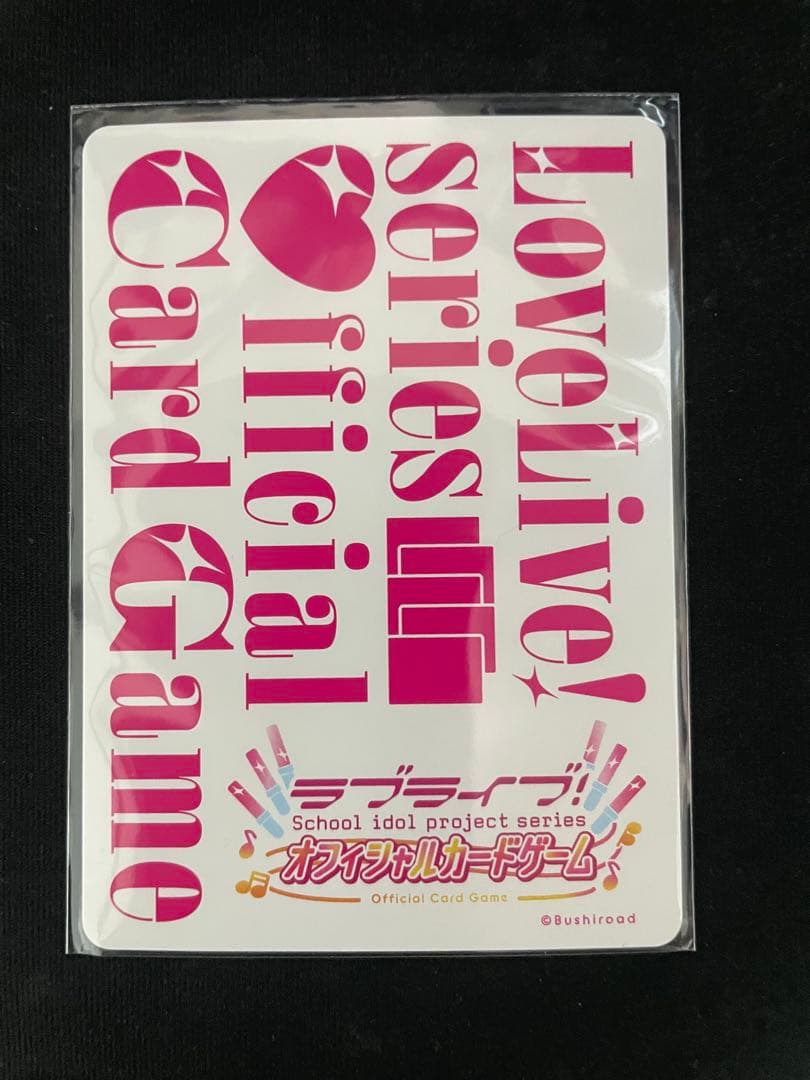 LoveLive!
series
Official
Card Game
ラブライブ!
School idol project series
オフィシャルカードゲーム
Official Card Game
©Bushiroad